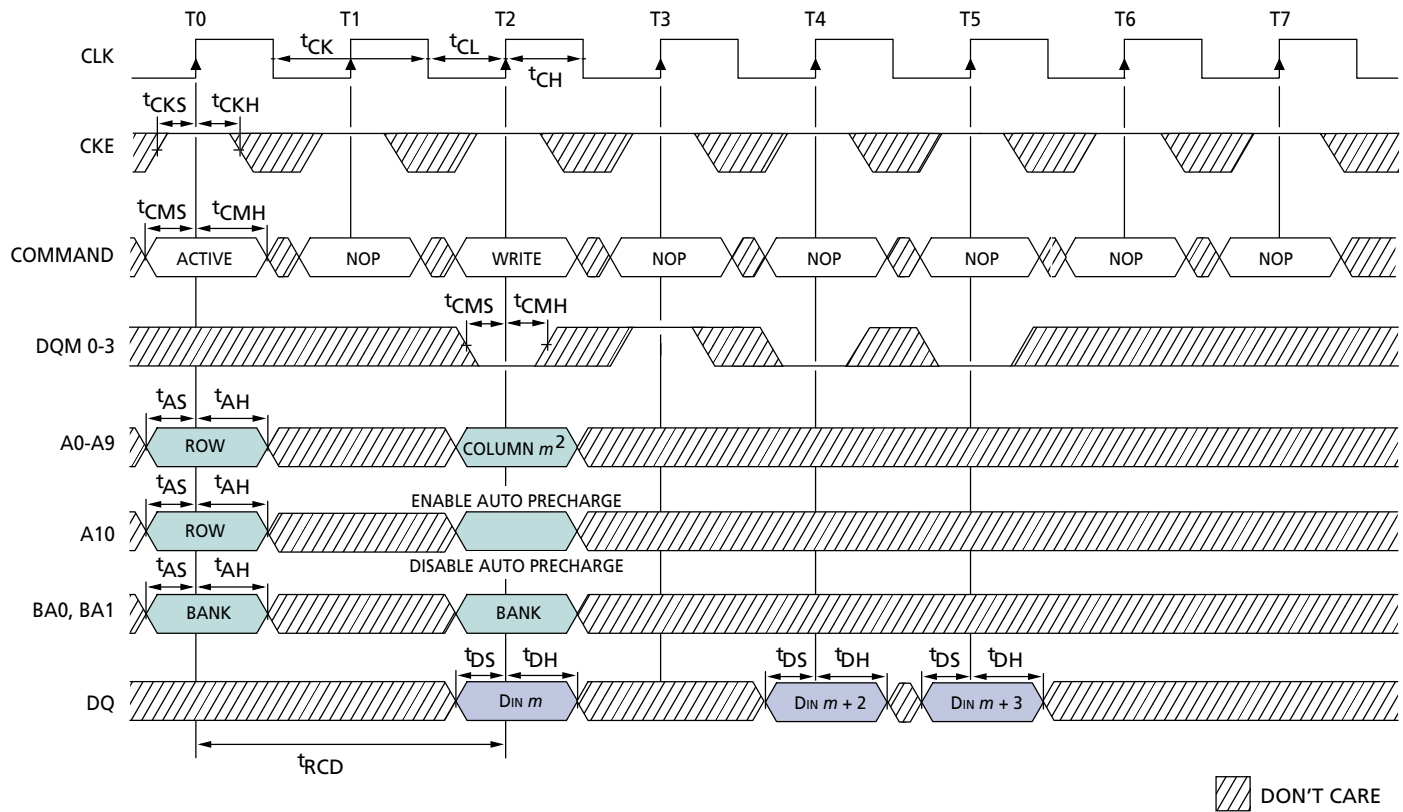 T0 T1 T2 T3 T4 T5 T6 T7
CLK tCK tCL tCH
tCKS tCKH
CKE
tCMS tCMH
COMMAND ACTIVE NOP WRITE NOP NOP NOP NOP NOP
tCMS tCMH
DQM 0-3
tAS tAH
A0-A9 ROW COLUMN m2
tAS tAH ENABLE AUTO PRECHARGE
A10 ROW
DISABLE AUTO PRECHARGE
tAS tAH
BA0, BA1 BANK BANK
tDS tDH tDS tDH tDS tDH
DQ DIN m DIN m + 2 DIN m + 3
tRCD
DON'T CARE